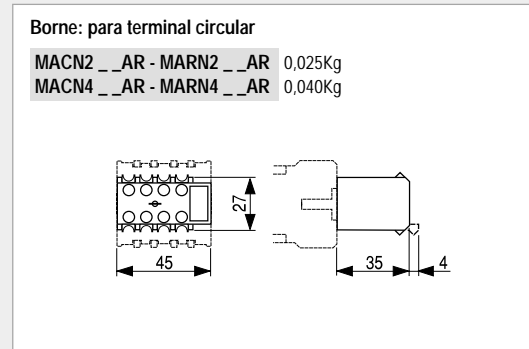 Borne: para terminal circular
MACN2 _ _AR - MARN2 _ _AR 0,025Kg
MACN4 _ _AR - MARN4 _ _AR 0,040Kg
27
45
35
4